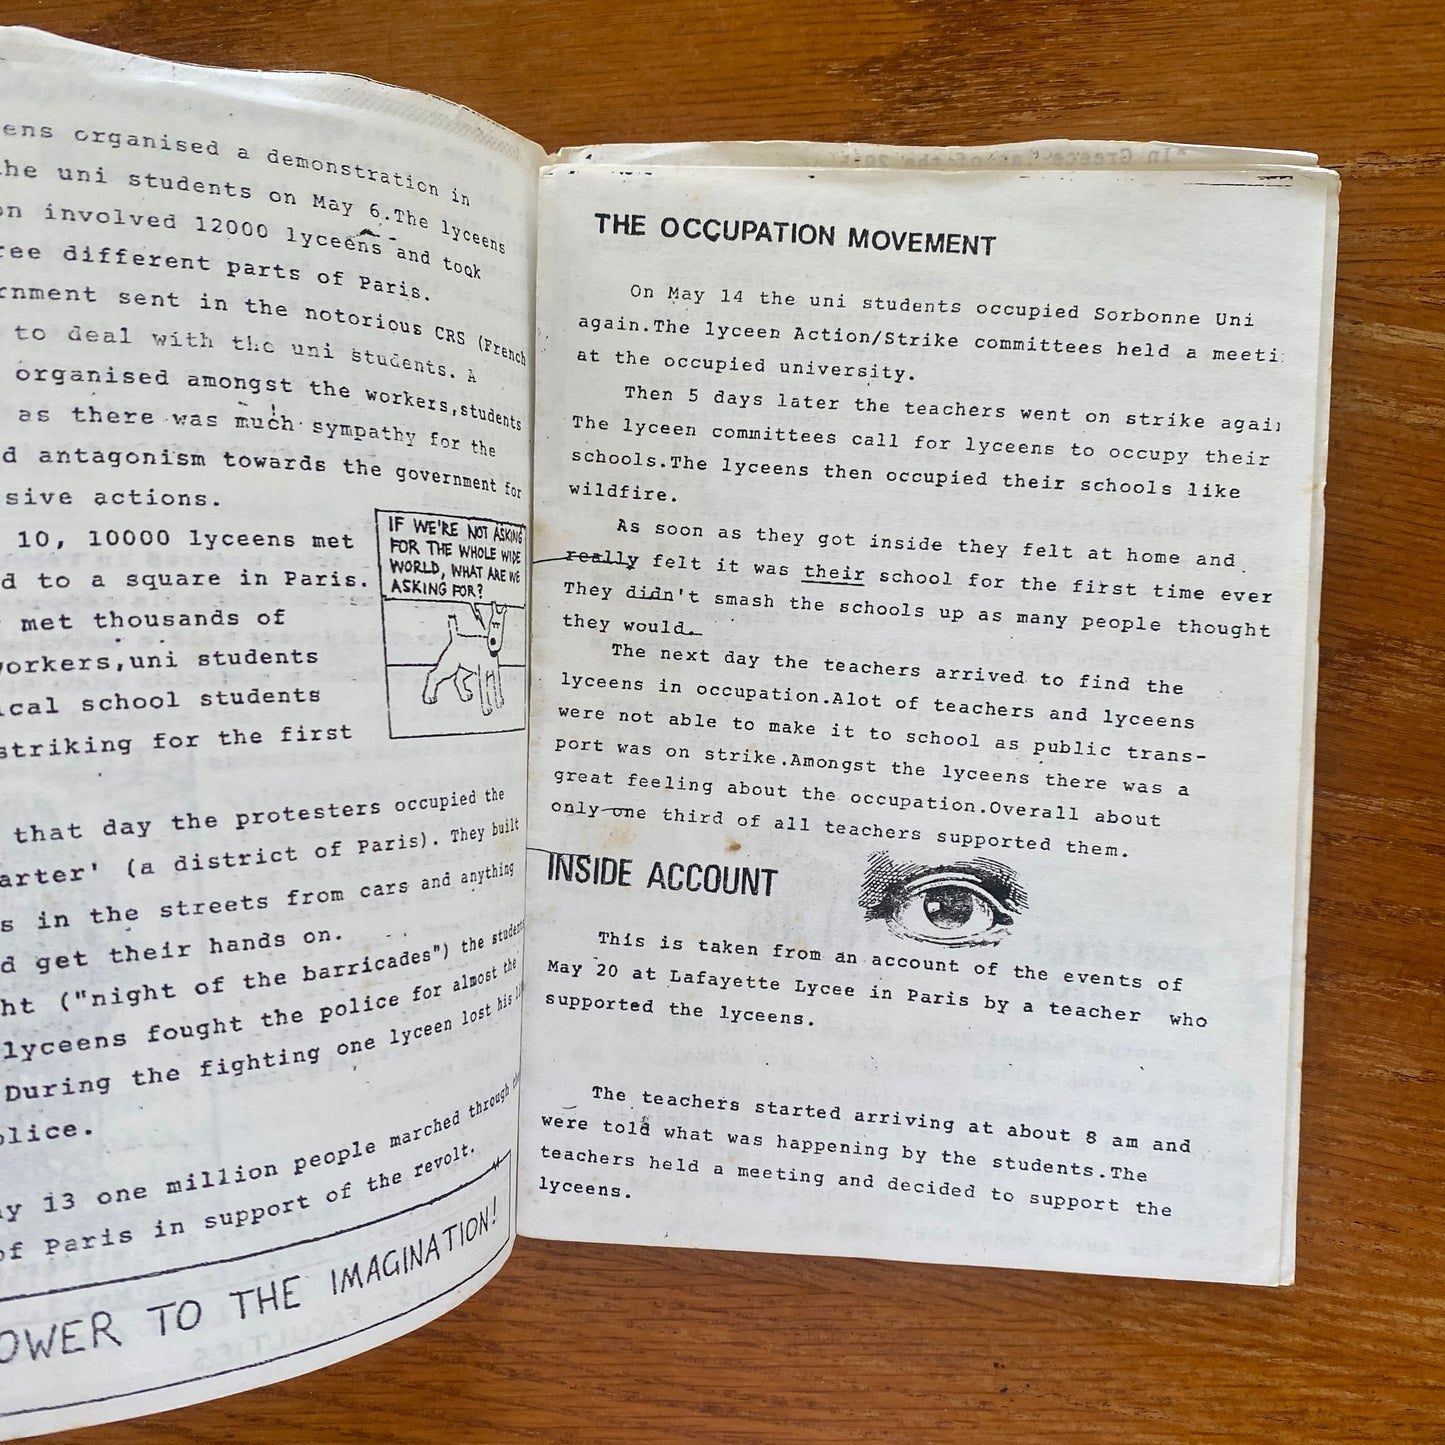 ens organised a demonstration in
he uni students on May 6.The lyceens
on involved 12000 lyceens and took
ree different parts of Paris.
rnment sent in the notorious CRS (French
to deal with the uni students. A
organised amongst the workers,students
as there was much sympathy for the
d antagonism towards the government for
sive actions.
10, 10000 lyceens met
d to a square in Paris.
met thousands of
workers,uni students
ical school students
striking for the first
IF WE'RE NOT ASKING
FOR THE WHOLE WIDE
WORLD, WHAT ARE WE
ASKING FOR?
that day the protesters occupied the
arter' (a district of Paris). They built
s in the streets from cars and anything
d get their hands on.
ht ("night of the barricades") the students
lyceens fought the police for almost the
During the fighting one lyceen lost his
olice.
ay 13 one million people marched through
of Paris in support of the revolt.
OWER TO THE IMAGINATION!
THE OCCUPATION MOVEMENT
On May 14 the uni students occupied Sorbonne Uni
again.The lyceen Action/Strike committees held a meeti
at the occupied university.
Then 5 days later the teachers went on strike agai
The lyceen committees call for lyceens to occupy their
schools.The lyceens then occupied their schools like
wildfire.
As soon as they got inside they felt at home and
really felt it was their school for the first time ever
They didn't smash the schools up as many people thought
they would.
The next day the teachers arrived to find the
lyceens in occupation.Alot of teachers and lyceens
were not able to make it to school as public trans-
port was on strike.Amongst the lyceens there was a
great feeling about the occupation.Overall about
only one third of all teachers supported them.
INSIDE ACCOUNT
This is taken from an account of the events of
May 20 at Lafayette Lycee in Paris by a teacher who
supported the lyceens.
The teachers started arriving at about 8 am and
were told what was happening by the students.The
teachers held a meeting and decided to support the
lyceens.